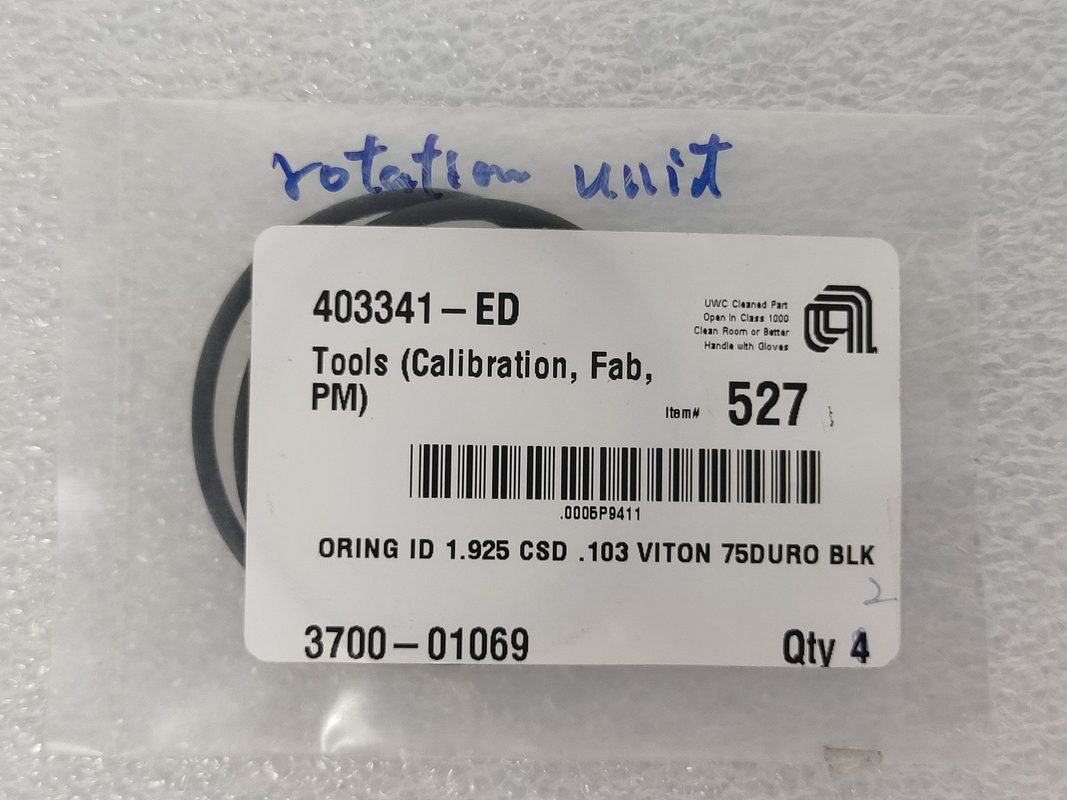 rotation unit
403341-ED
UWC Cleaned Part
Open in Class 1000
Clean Room or Better
Handle with Gloves
Tools (Calibration, Fab,
PM)
Item# 527
.0005P9411
ORING ID 1.925 CSD .103 VITON 75DURO BLK
2
3700-01069 Qty 4